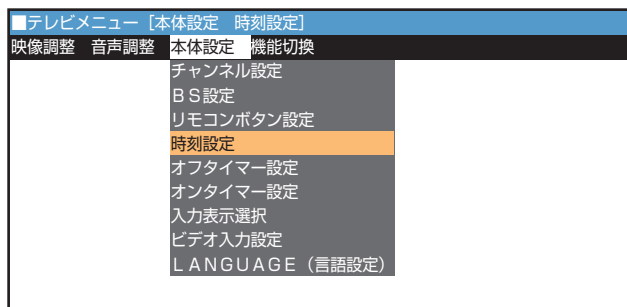 ■テレビメニュー［本体設定　時刻設定］
映像調整　音声調整　本体設定　機能切換
チャンネル設定
ＢＳ設定
リモコンボタン設定
時刻設定
オフタイマー設定
オンタイマー設定
入力表示選択
ビデオ入力設定
ＬＡＮＧＵＡＧＥ（言語設定）